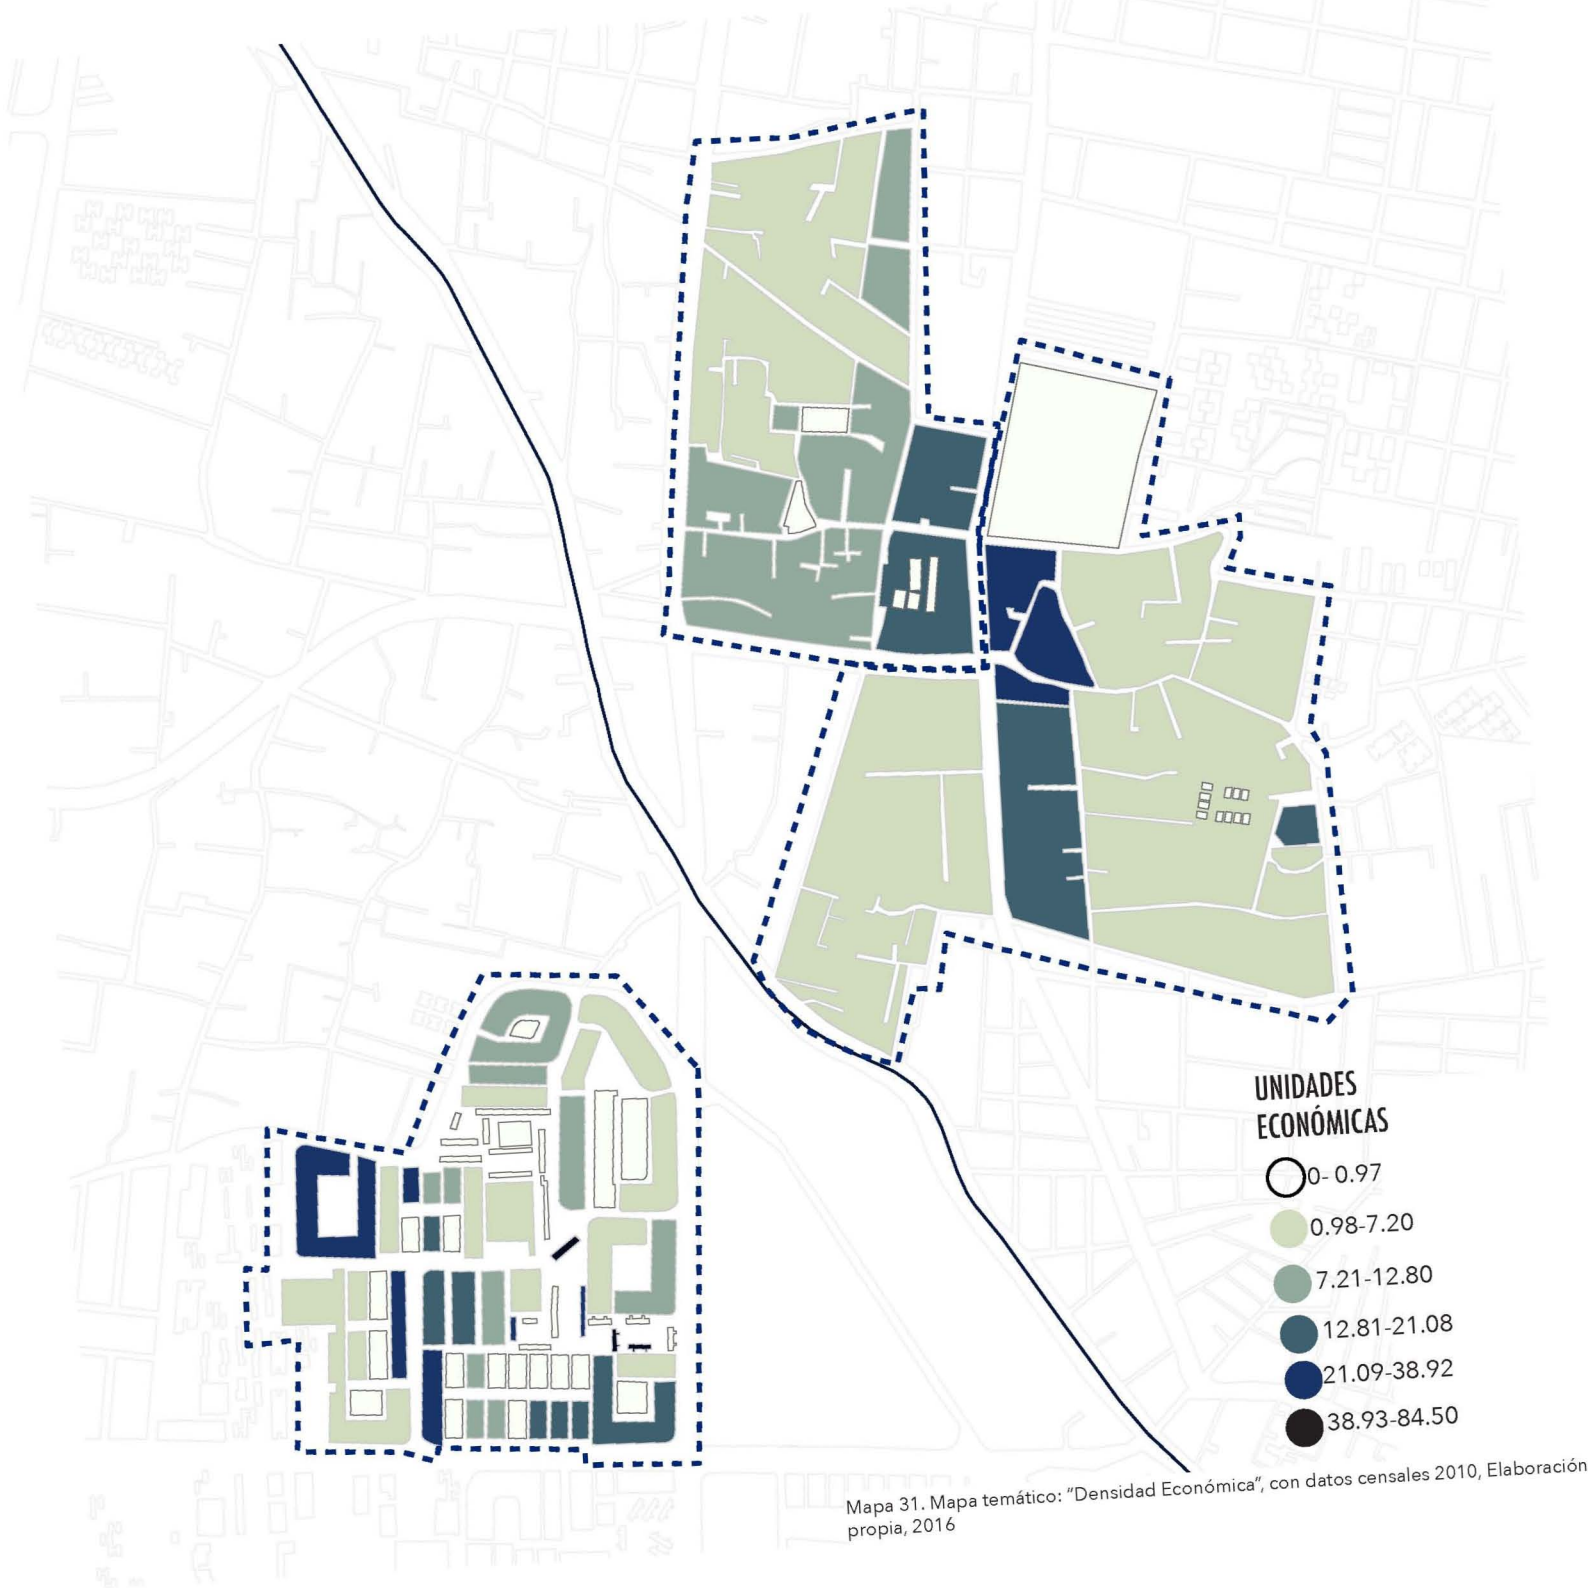 UNIDADES
ECONÓMICAS
0- 0.97
0.98-7.20
7.21-12.80
12.81-21.08
21.09-38.92
38.93-84.50
Mapa 31. Mapa temático: “Densidad Económica”, con datos censales 2010, Elaboración
propia, 2016